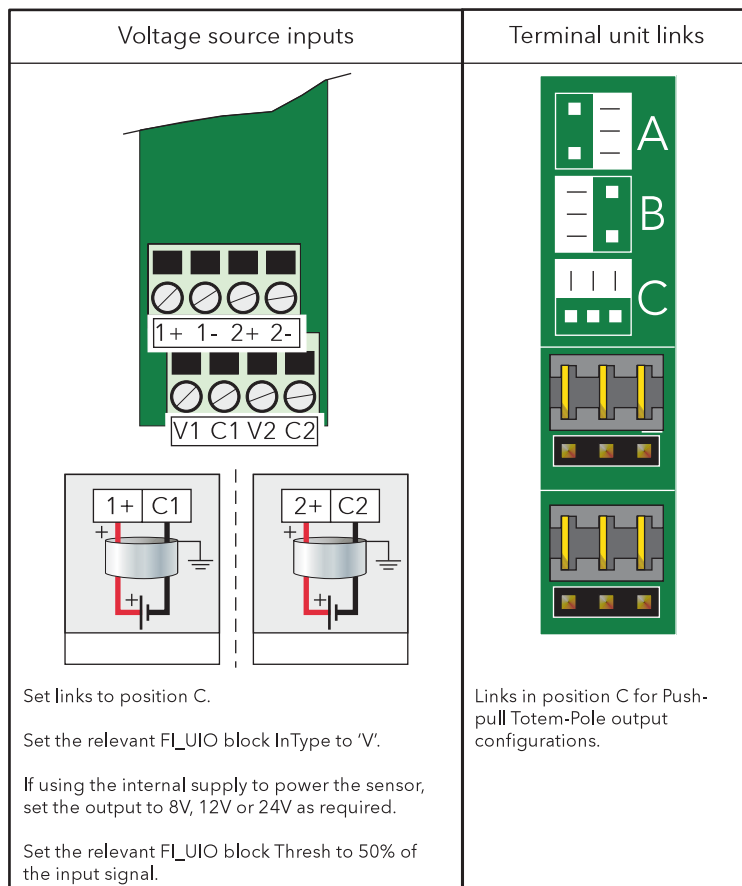 Voltage source inputs
Terminal unit links
1+ 1- 2+ 2-
V1 C1 V2 C2
1+ C1
+
+
2+ C2
+
+
Set links to position C.
Set the relevant FI_UIO block InType to ‘V’.
If using the internal supply to power the sensor,
set the output to 8V, 12V or 24V as required.
Set the relevant FI_UIO block Thresh to 50% of
the input signal.
A
B
C
Links in position C for Push-
pull Totem-Pole output
configurations.